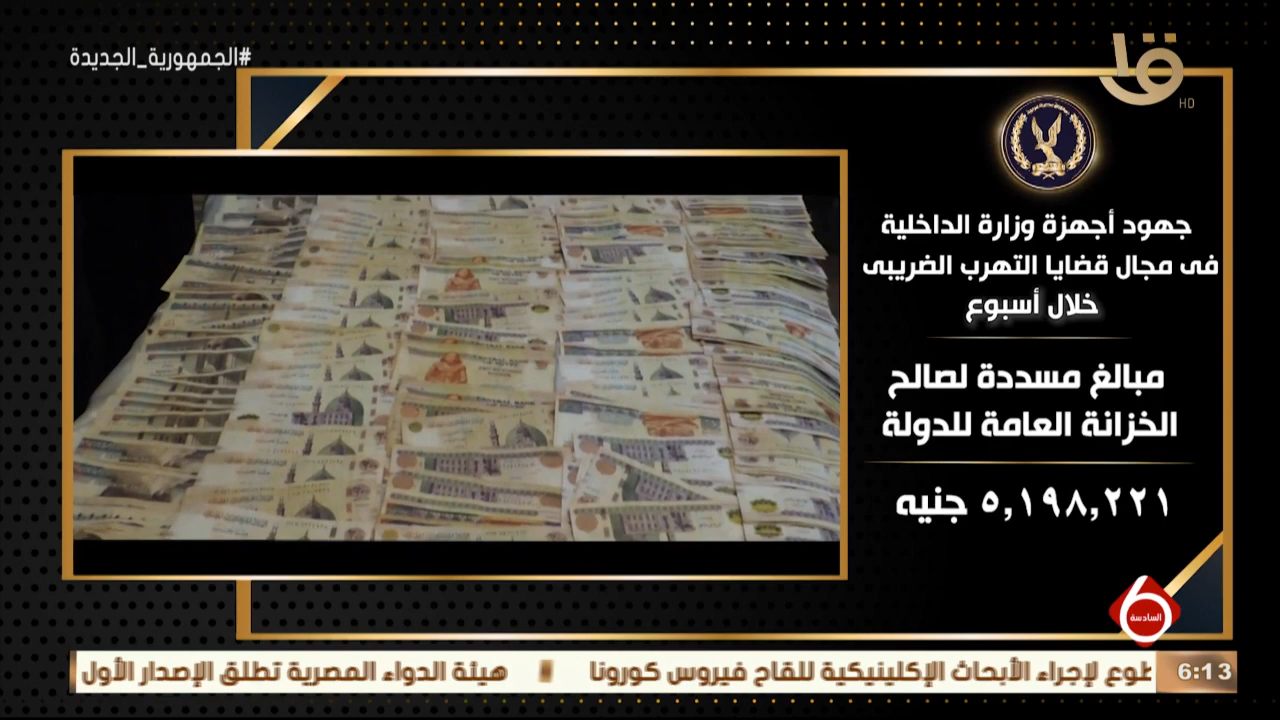 #الجمهورية_الجديدة
HD
جهود أجهزة وزارة الداخلية
فى مجال قضايا التهرب الضريبى
خلال أسبوع
مبالغ مسددة لصالح
الخزانة العامة للدولة
٥,١٩٨,٢٢١ جنيه
السادسة
6:13
طوع لإجراء الأبحاث الإكلينيكية للقاح فيروس كورونا
هيئة الدواء المصرية تطلق الإصدار الأول